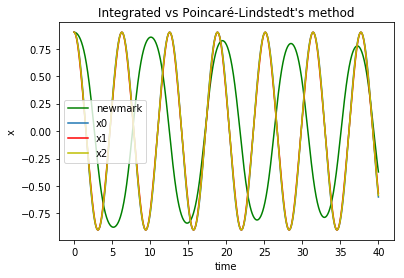 Integrated vs Poincaré-Lindstedt's method
0.75
0.50
0.25
0.00
−0.25
−0.50
−0.75
x
newmark
x0
x1
x2
0 5 10 15 20 25 30 35 40
time